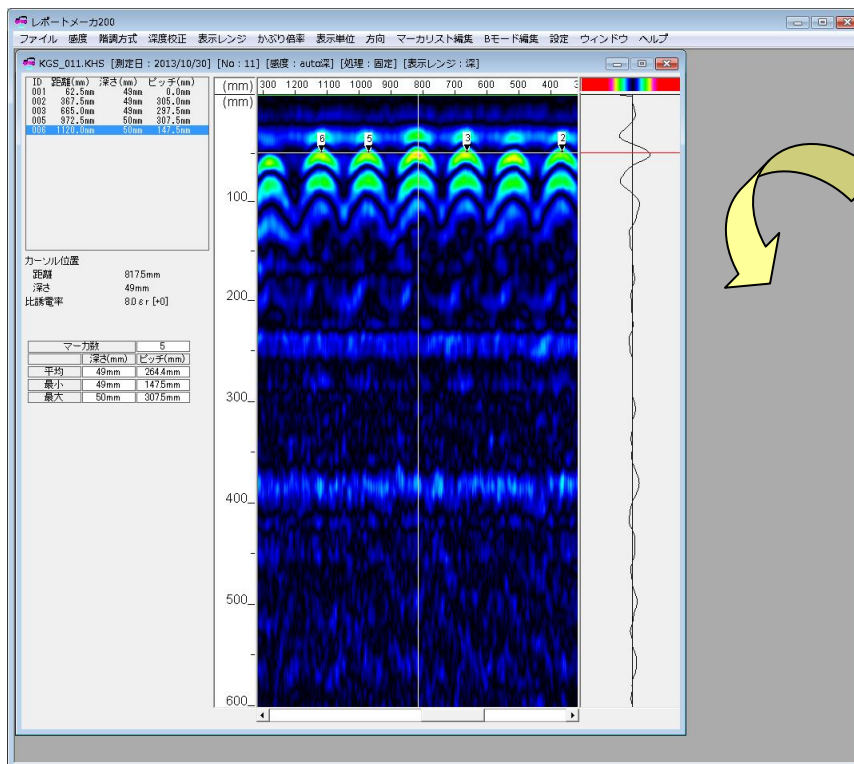 レポートメーカ200
ファイル 感度 階調方式 深度校正 表示レンジ かぶり倍率 表示単位 方向 マーカリスト編集 Bモード編集 設定 ウィンドウ ヘルプ
KGS_011.KHS [測定日:2013/10/30] [No:11] [感度:auto深] [処理:固定] [表示レンジ:深]
ID 距離(mm) 深さ(mm) ピッチ(mm)
001 62.5mm 49mm 0.0mm
002 367.5mm 49mm 305.0mm
003 665.0mm 49mm 297.5mm
005 972.5mm 50mm 307.5mm
006 1120.0mm 50mm 147.5mm
カーソル位置
距離 817.5mm
深さ 49mm
比誘電率 8.0 εr [+0]
マーカ数 5
深さ(mm) ピッチ(mm)
平均 49mm 264.4mm
最小 49mm 147.5mm
最大 50mm 307.5mm
(mm) 300 1200 1100 1000 900 800 700 600 500 400 3
(mm)
6 5 3 2
100
200
300
400
500
600